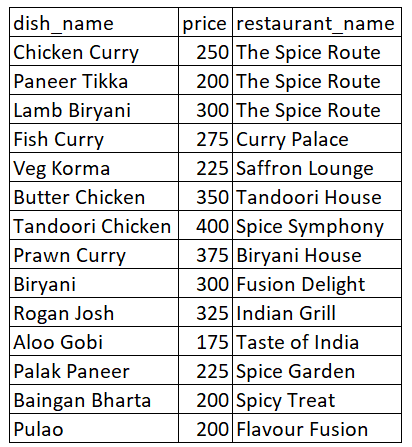 dish_name price restaurant_name
Chicken Curry 250 The Spice Route
Paneer Tikka 200 The Spice Route
Lamb Biryani 300 The Spice Route
Fish Curry 275 Curry Palace
Veg Korma 225 Saffron Lounge
Butter Chicken 350 Tandoori House
Tandoori Chicken 400 Spice Symphony
Prawn Curry 375 Biryani House
Biryani 300 Fusion Delight
Rogan Josh 325 Indian Grill
Aloo Gobi 175 Taste of India
Palak Paneer 225 Spice Garden
Baingan Bharta 200 Spicy Treat
Pulao 200 Flavour Fusion